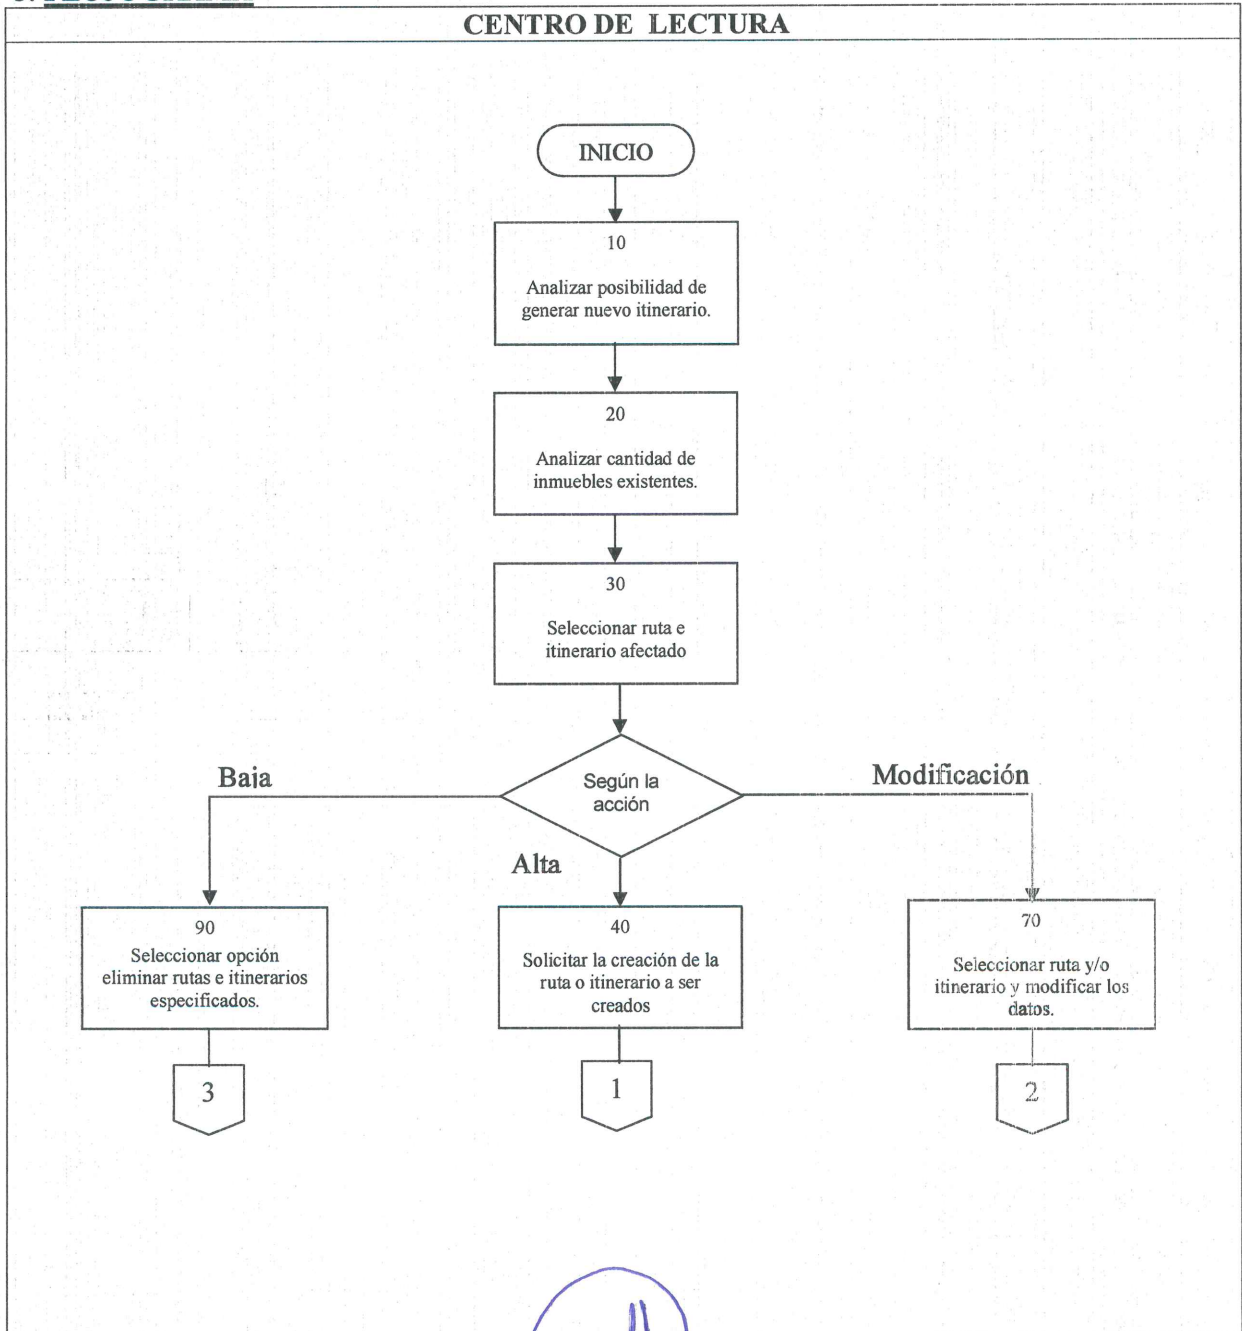 CENTRO DE LECTURA
INICIO
10
Analizar posibilidad de
generar nuevo itinerario.
20
Analizar cantidad de
inmuebles existentes.
30
Seleccionar ruta e
itinerario afectado
Según la
acción
Baja
Modificación
Alta
90
Seleccionar opción
eliminar rutas e itinerarios
especificados.
40
Solicitar la creación de la
ruta o itinerario a ser
creados
70
Seleccionar ruta y/o
itinerario y modificar los
datos.
3
1
2